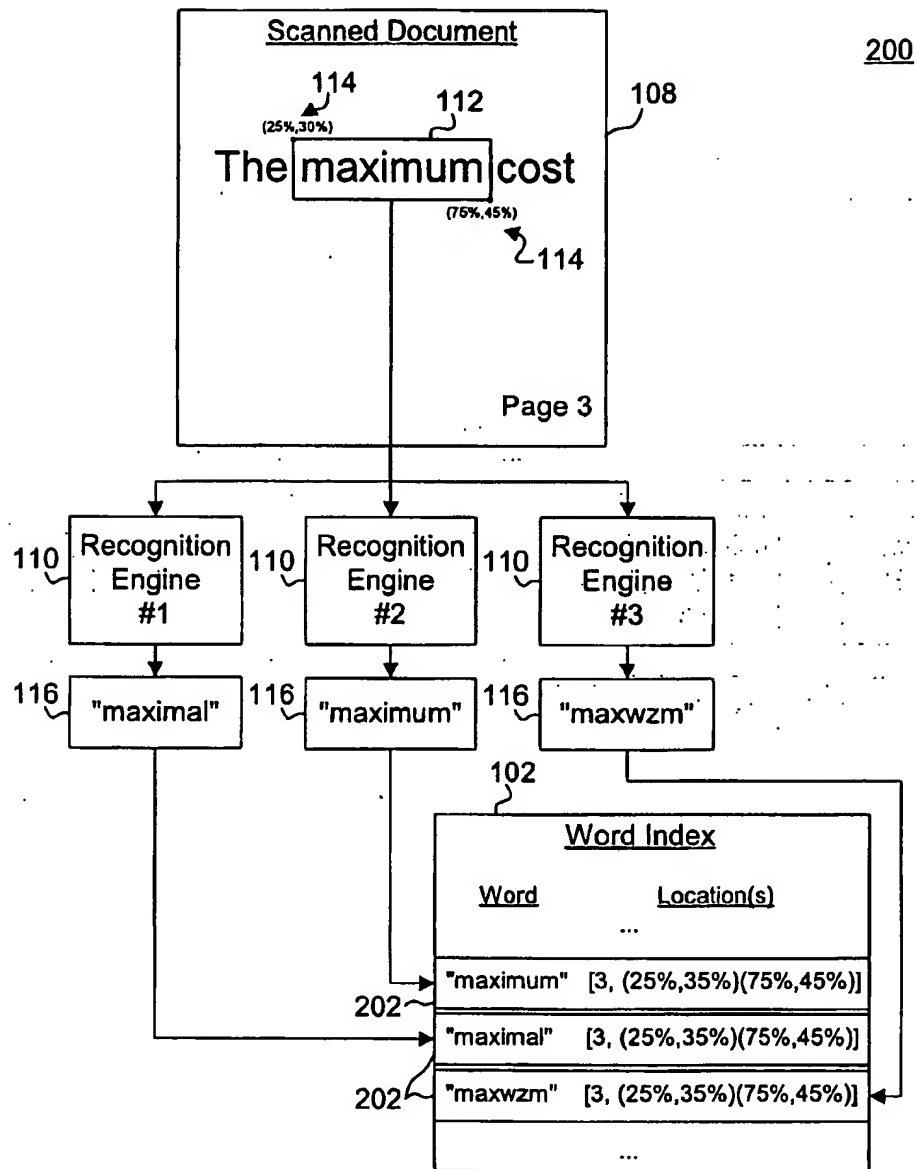 Scanned Document
200
114
(25%,30%)
112
108
The maximum cost
(75%,45%)
114
Page 3
110
Recognition
Engine
#1
110
Recognition
Engine
#2
110
Recognition
Engine
#3
116
"maximal"
116
"maximum"
116
"maxwzm"
102
Word Index
Word Location(s)
...
"maximum" [3, (25%,35%)(75%,45%)]
202
"maximal" [3, (25%,35%)(75%,45%)]
202
"maxwzm" [3, (25%,35%)(75%,45%)]
...